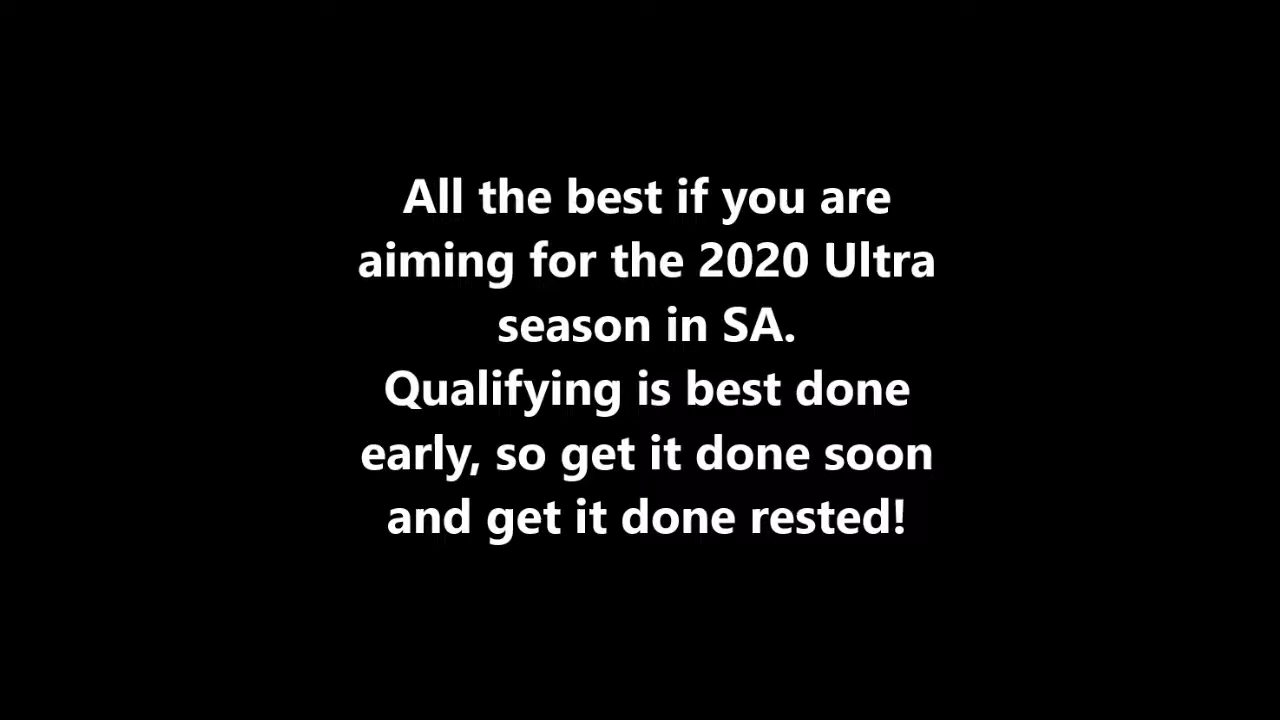 All the best if you are
aiming for the 2020 Ultra
season in SA.
Qualifying is best done
early, so get it done soon
and get it done rested!